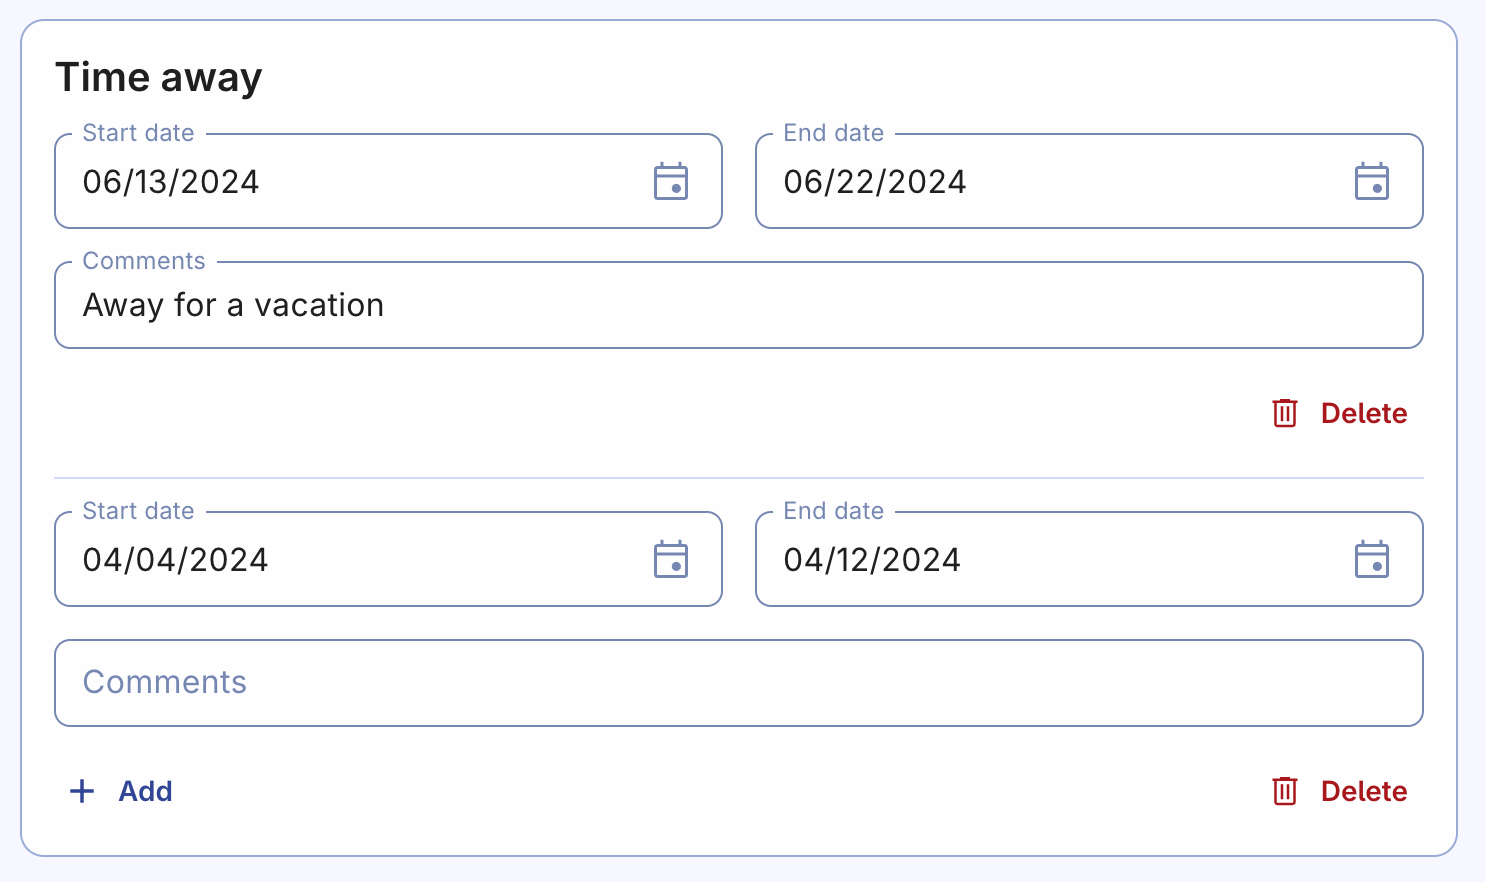 Time away
Start date
End date
06/13/2024
06/22/2024
Comments
Away for a vacation
Delete
Start date
End date
04/04/2024
04/12/2024
Comments
Add
Delete